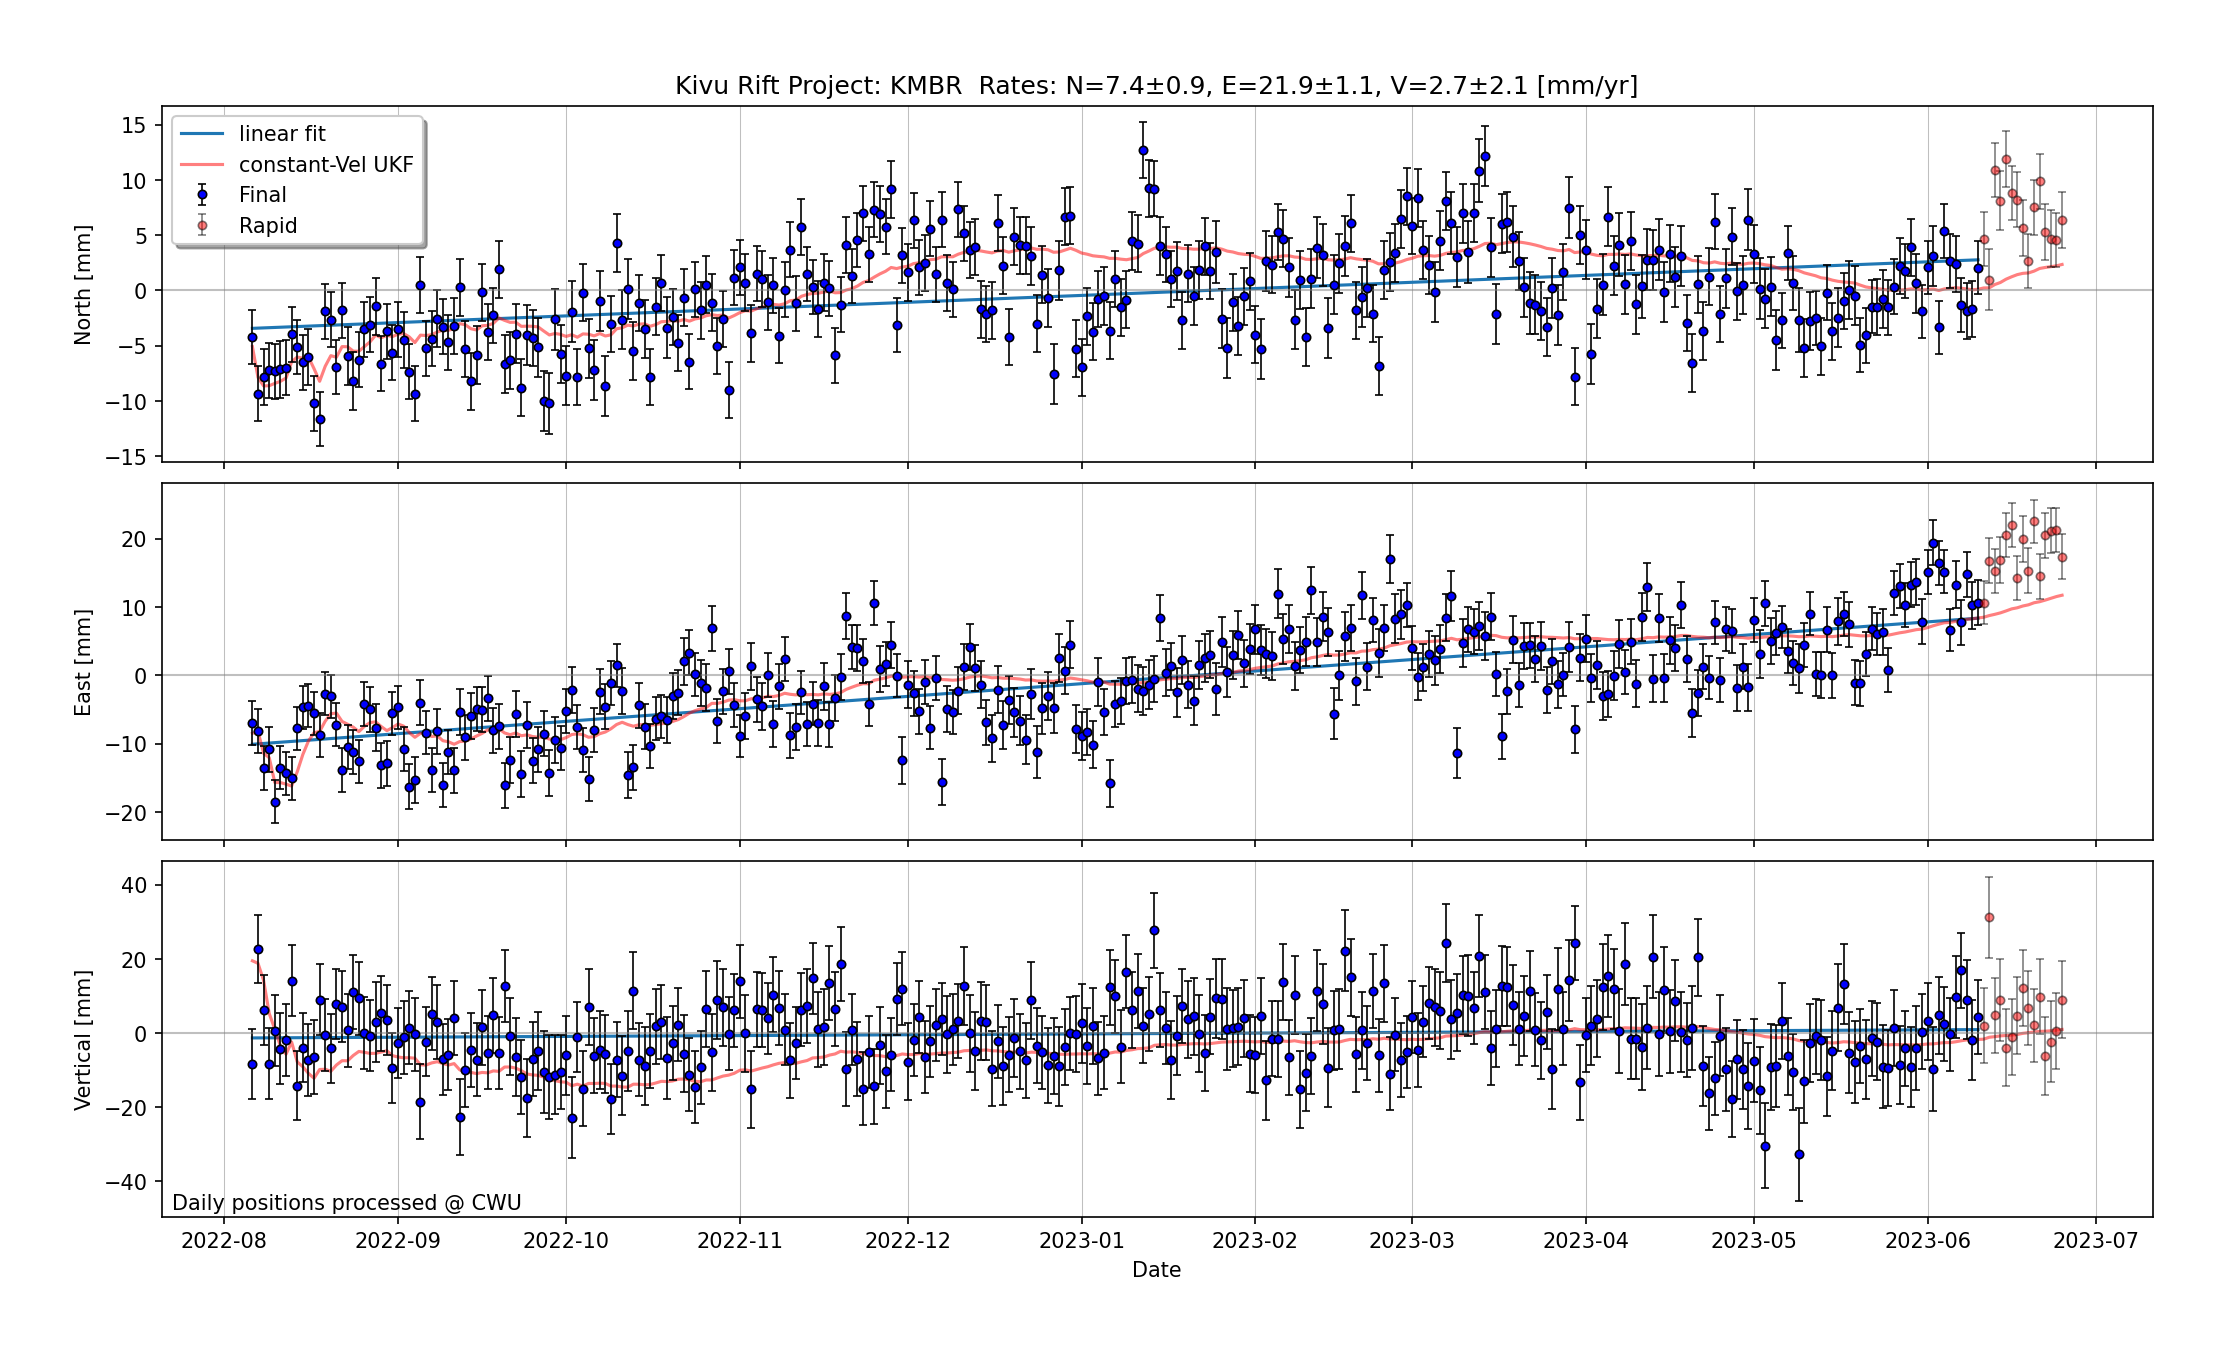 Kivu Rift Project: KMBR  Rates: N=7.4±0.9, E=21.9±1.1, V=2.7±2.1 [mm/yr]
linear fit
constant-Vel UKF
Final
Rapid
North [mm]
15
10
5
0
−5
−10
−15
East [mm]
20
10
0
−10
−20
Vertical [mm]
40
20
0
−20
−40
Daily positions processed @ CWU
2022-08 2022-09 2022-10 2022-11 2022-12 2023-01 2023-02 2023-03 2023-04 2023-05 2023-06 2023-07
Date